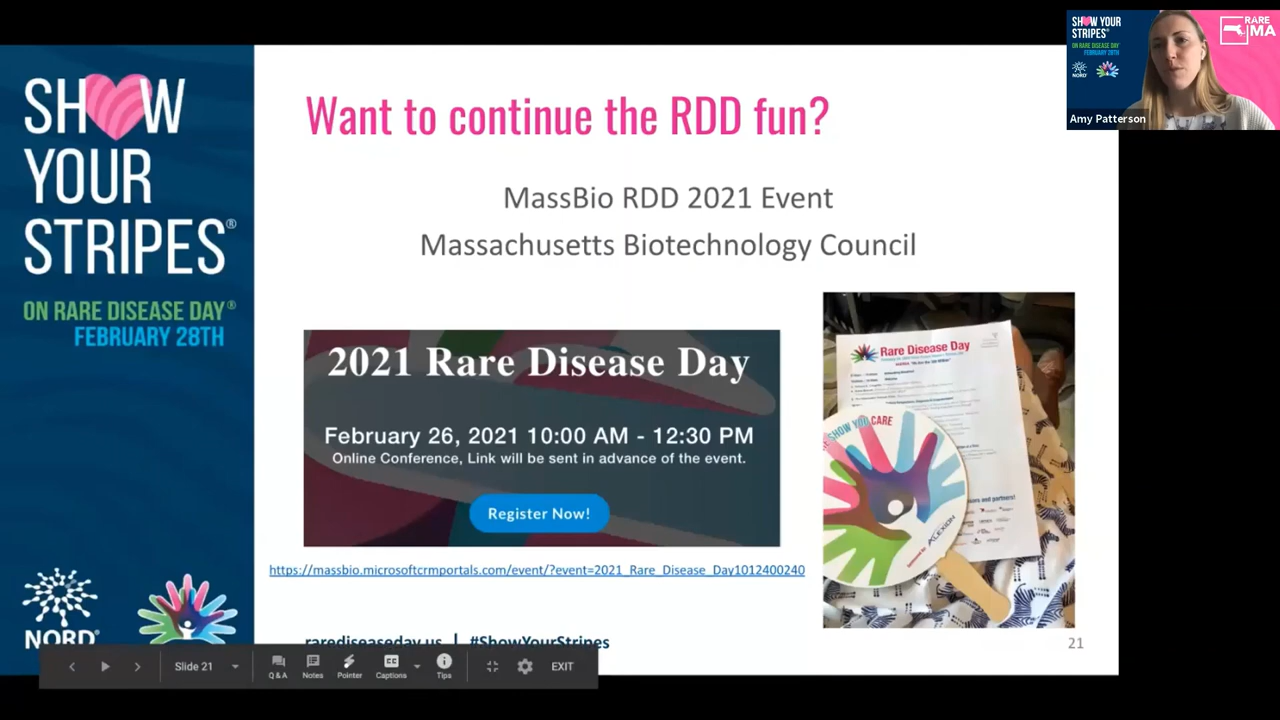 SHOW
YOUR
STRIPES®
ON RARE DISEASE DAY®
FEBRUARY 28TH
NORD®
Want to continue the RDD fun?
MassBio RDD 2021 Event
Massachusetts Biotechnology Council
2021 Rare Disease Day
February 26, 2021 10:00 AM - 12:30 PM
Online Conference, Link will be sent in advance of the event.
Register Now!
https://massbio.microsoftcrmportals.com/event/?event=2021_Rare_Disease_Day1012400240
Rare Disease Day
SHOW YOU CARE
ALEXION
rarediseaseday.us | #ShowYourStripes
21
Slide 21
Q & A
Notes
Pointer
CC
Captions
Tips
EXIT
SHOW YOUR
STRIPES®
ON RARE DISEASE DAY
FEBRUARY 28TH
NORD
RARE
MA
Amy Patterson